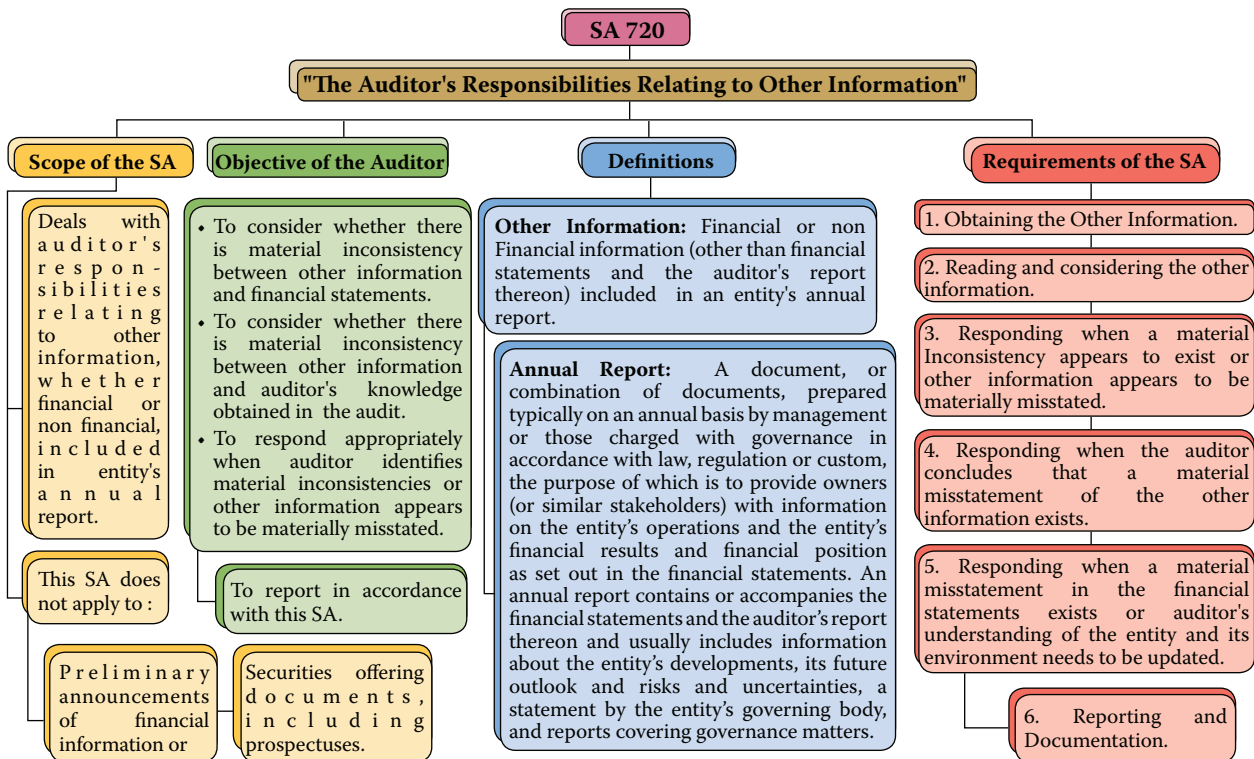 SA 720
"The Auditor's Responsibilities Relating to Other Information"
Scope of the SA
Deals with
auditor's
respon-
sibilities
relating
to other
information,
whether
financial or
non financial,
included
in entity's
annual
report.
This SA does
not apply to :
Preliminary
announcements
of financial
information or
Securities offering
documents,
including
prospectuses.
Objective of the Auditor
• To consider whether there
is material inconsistency
between other information
and financial statements.
• To consider whether there
is material inconsistency
between other information
and auditor's knowledge
obtained in the audit.
• To respond appropriately
when auditor identifies
material inconsistencies or
other information appears
to be materially misstated.
To report in accordance
with this SA.
Definitions
Other Information: Financial or non
Financial information (other than financial
statements and the auditor's report
thereon) included in an entity's annual
report.
Annual Report: A document, or
combination of documents, prepared
typically on an annual basis by management
or those charged with governance in
accordance with law, regulation or custom,
the purpose of which is to provide owners
(or similar stakeholders) with information
on the entity's operations and the entity's
financial results and financial position
as set out in the financial statements. An
annual report contains or accompanies the
financial statements and the auditor's report
thereon and usually includes information
about the entity's developments, its future
outlook and risks and uncertainties, a
statement by the entity's governing body,
and reports covering governance matters.
Requirements of the SA
1. Obtaining the Other Information.
2. Reading and considering the other
information.
3. Responding when a material
Inconsistency appears to exist or
other information appears to be
materially misstated.
4. Responding when the auditor
concludes that a material
misstatement of the other
information exists.
5. Responding when a material
misstatement in the financial
statements exists or auditor's
understanding of the entity and its
environment needs to be updated.
6. Reporting and
Documentation.